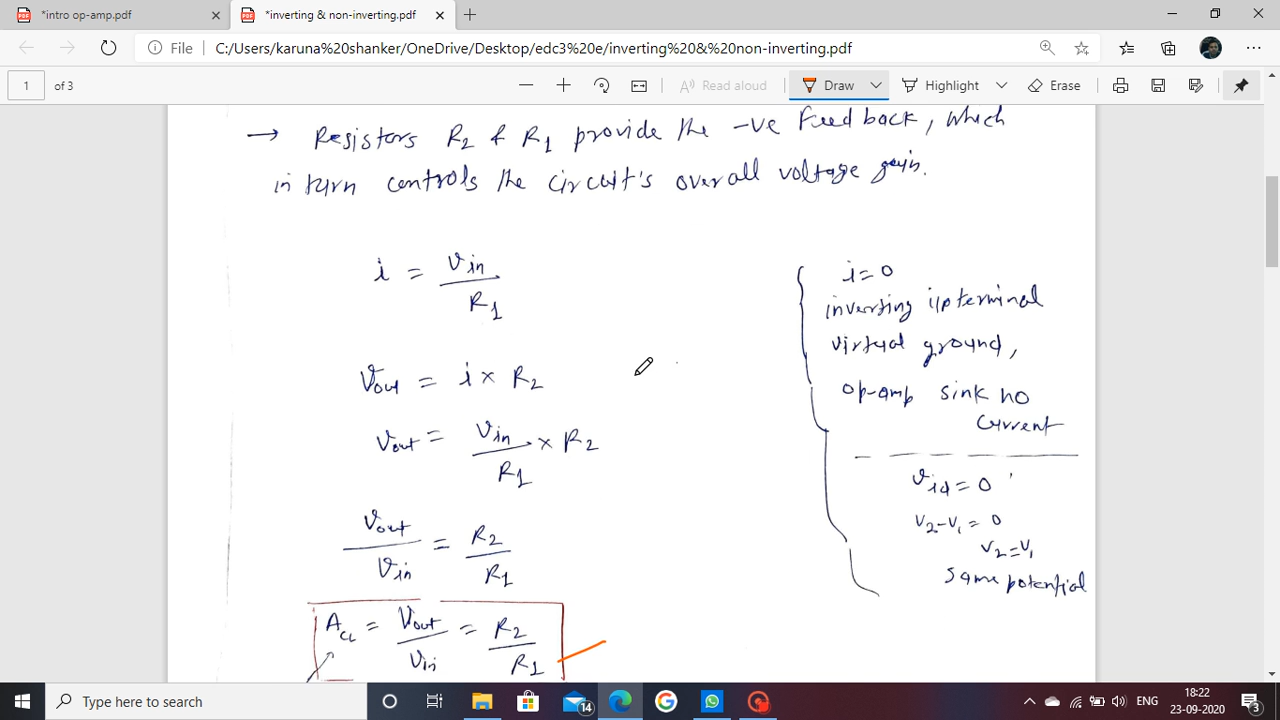 *intro op-amp.pdf
*inverting & non-inverting.pdf
File
C:/Users/karuna%20shanker/OneDrive/Desktop/edc3%20e/inverting%20&%20non-inverting.pdf
1 of 3
Read aloud
Draw
Highlight
Erase
→ Resistors R2 & R1 provide the -ve Feed back, which
in turn controls the circuit's overall voltage gain.
i = Vin / R1
Vout = i × R2
Vout = Vin / R1 × R2
Vout / Vin = R2 / R1
ACL = Vout / Vin = R2 / R1
i = 0
inverting i/p terminal
virtual ground,
op-amp sink no
current
Vid = 0
V2-V1 = 0
V2 = V1
Same potential
Type here to search
14
ENG
18:22
23-09-2020
3